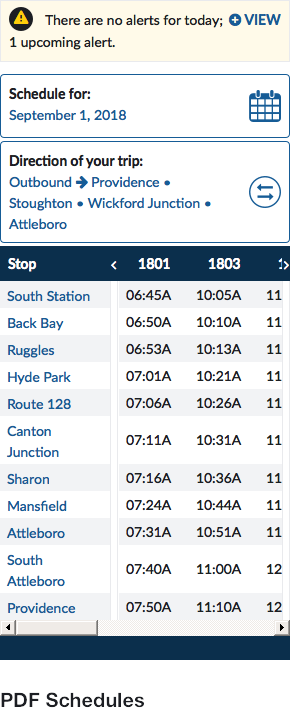 There are no alerts for today; VIEW
1 upcoming alert.
Schedule for:
September 1, 2018
Direction of your trip:
Outbound → Providence •
Stoughton • Wickford Junction •
Attleboro
Stop < 1801 1803 >
South Station 06:45A 10:05A 11
Back Bay 06:50A 10:10A 11
Ruggles 06:53A 10:13A 11
Hyde Park 07:01A 10:21A 11
Route 128 07:06A 10:26A 11
Canton
Junction 07:11A 10:31A 11
Sharon 07:16A 10:36A 11
Mansfield 07:24A 10:44A 11
Attleboro 07:31A 10:51A 11
South
Attleboro 07:40A 11:00A 12
Providence 07:50A 11:10A 12
PDF Schedules